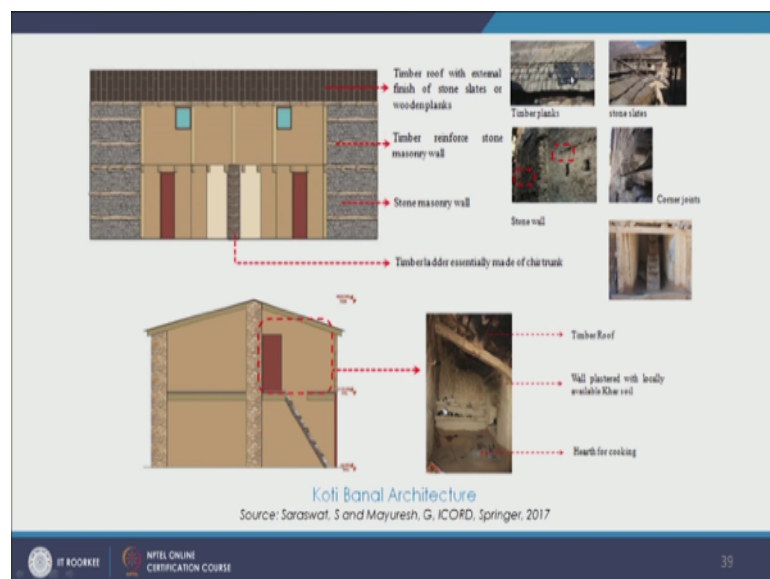 Timber roof with external
finish of stone slates or
wooden planks
Timber reinforce stone
masonry wall
Stone masonry wall
Timber ladder essentially made of chir trunk
Timber planks
stone slates
Stone wall
Corner joints
Timber Roof
Wall plastered with locally
available Khar soil
Hearth for cooking
Koti Banal Architecture
Source: Saraswat, S and Mayuresh, G, ICORD, Springer, 2017
IIT ROORKEE
NPTEL ONLINE
CERTIFICATION COURSE
39